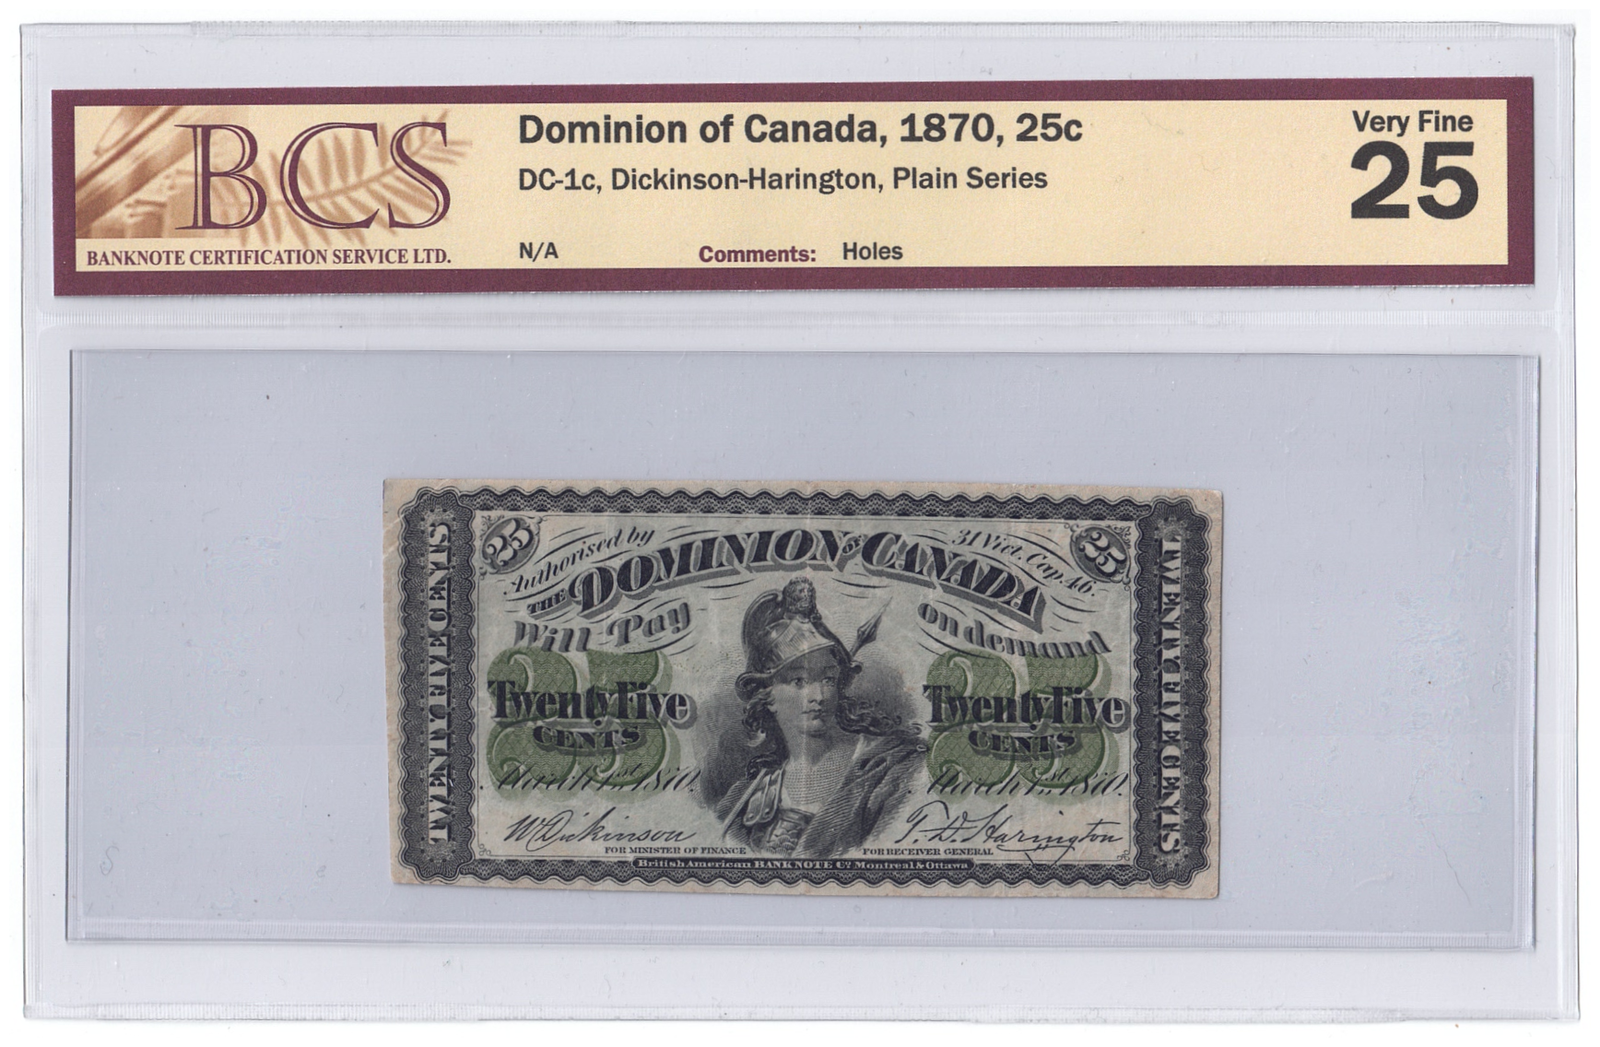 BCS
BANKNOTE CERTIFICATION SERVICE LTD.
Dominion of Canada, 1870, 25c
DC-1c, Dickinson-Harington, Plain Series
N/A
Comments: Holes
Very Fine
25
25
Authorised by
31 Vict. Cap. 46.
25
THE DOMINION OF CANADA
Will Pay
on demand
25
25
Twenty Five
CENTS
Twenty Five
CENTS
March 1st 1870.
March 1st 1870.
W Dickinson
T. D. Harington
FOR MINISTER OF FINANCE
FOR RECEIVER GENERAL
British American BANK NOTE Co. Montreal & Ottawa
TWENTY FIVE CENTS
TWENTY FIVE CENTS